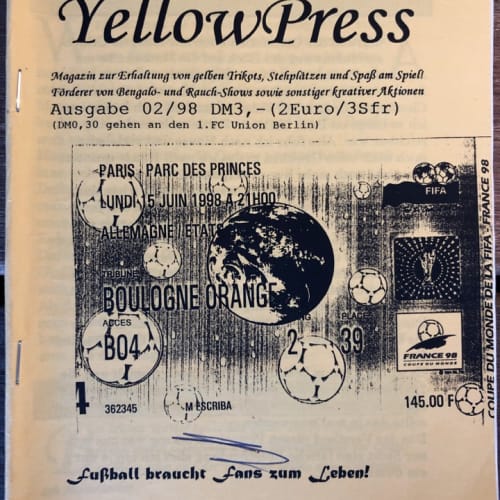 YellowPress
Magazin zur Erhaltung von gelben Trikots, Stehplätzen und Spaß am Spiel!
Förderer von Bengalo- und Rauch-Shows sowie sonstiger kreativer Aktionen
Ausgabe 02/98 DM3,-(2Euro/3Sfr)
(DM0,30 gehen an den 1.FC Union Berlin)
PARIS - PARC DES PRINCES
LUNDI 15 JUIN 1998 A 21H00
ALLEMAGNE / ETATS
FIFA
TRIBUNE
BOULOGNE ORANGE
ACCES
PLACE
B04
2
39
FRANCE 98
COUPE DU MONDE
4
362345
M ESCRIBA
145.00 F
COUPE DU MONDE DE LA FIFA - FRANCE 98
Fußball braucht Fans zum Leben!